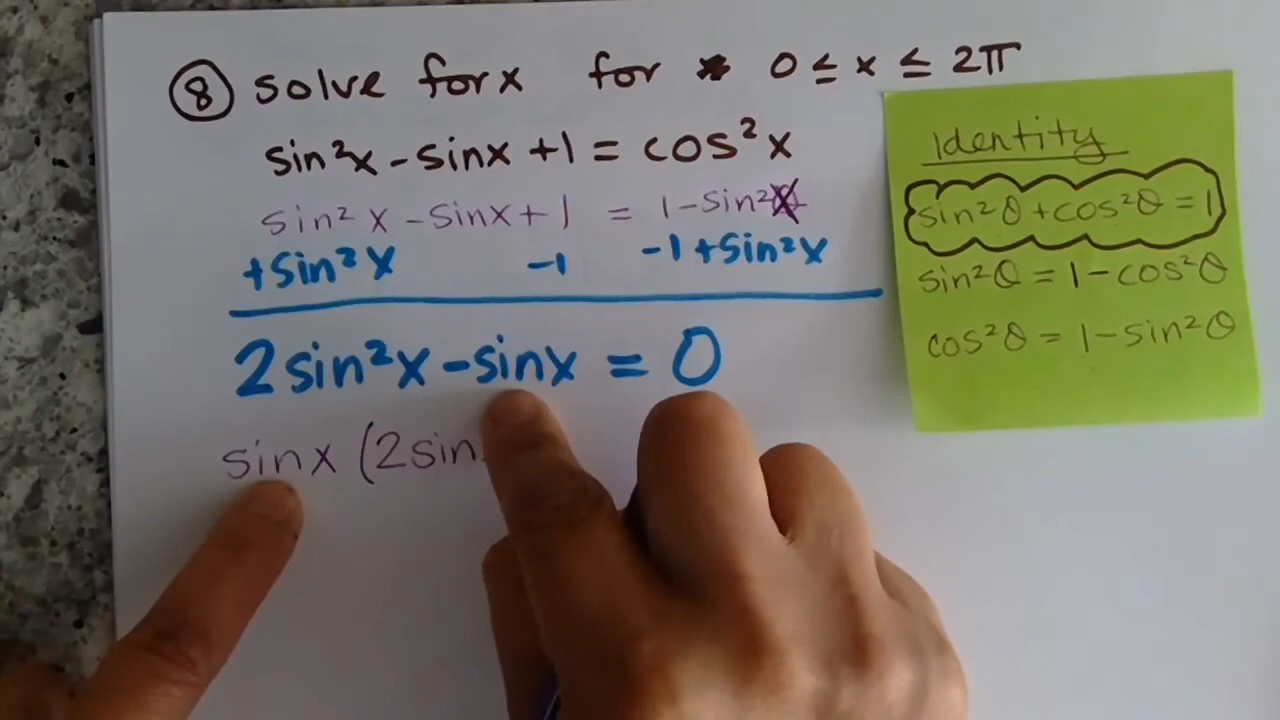 8 solve for x for 0 ≤ x ≤ 2π
sin²x - sinx + 1 = cos²x
sin²x - sinx + 1 = 1 - sin²x
+sin²x -1 -1 +sin²x
2sin²x - sinx = 0
sinx (2sin
Identity
sin²θ + cos²θ = 1
sin²θ = 1 - cos²θ
cos²θ = 1 - sin²θ